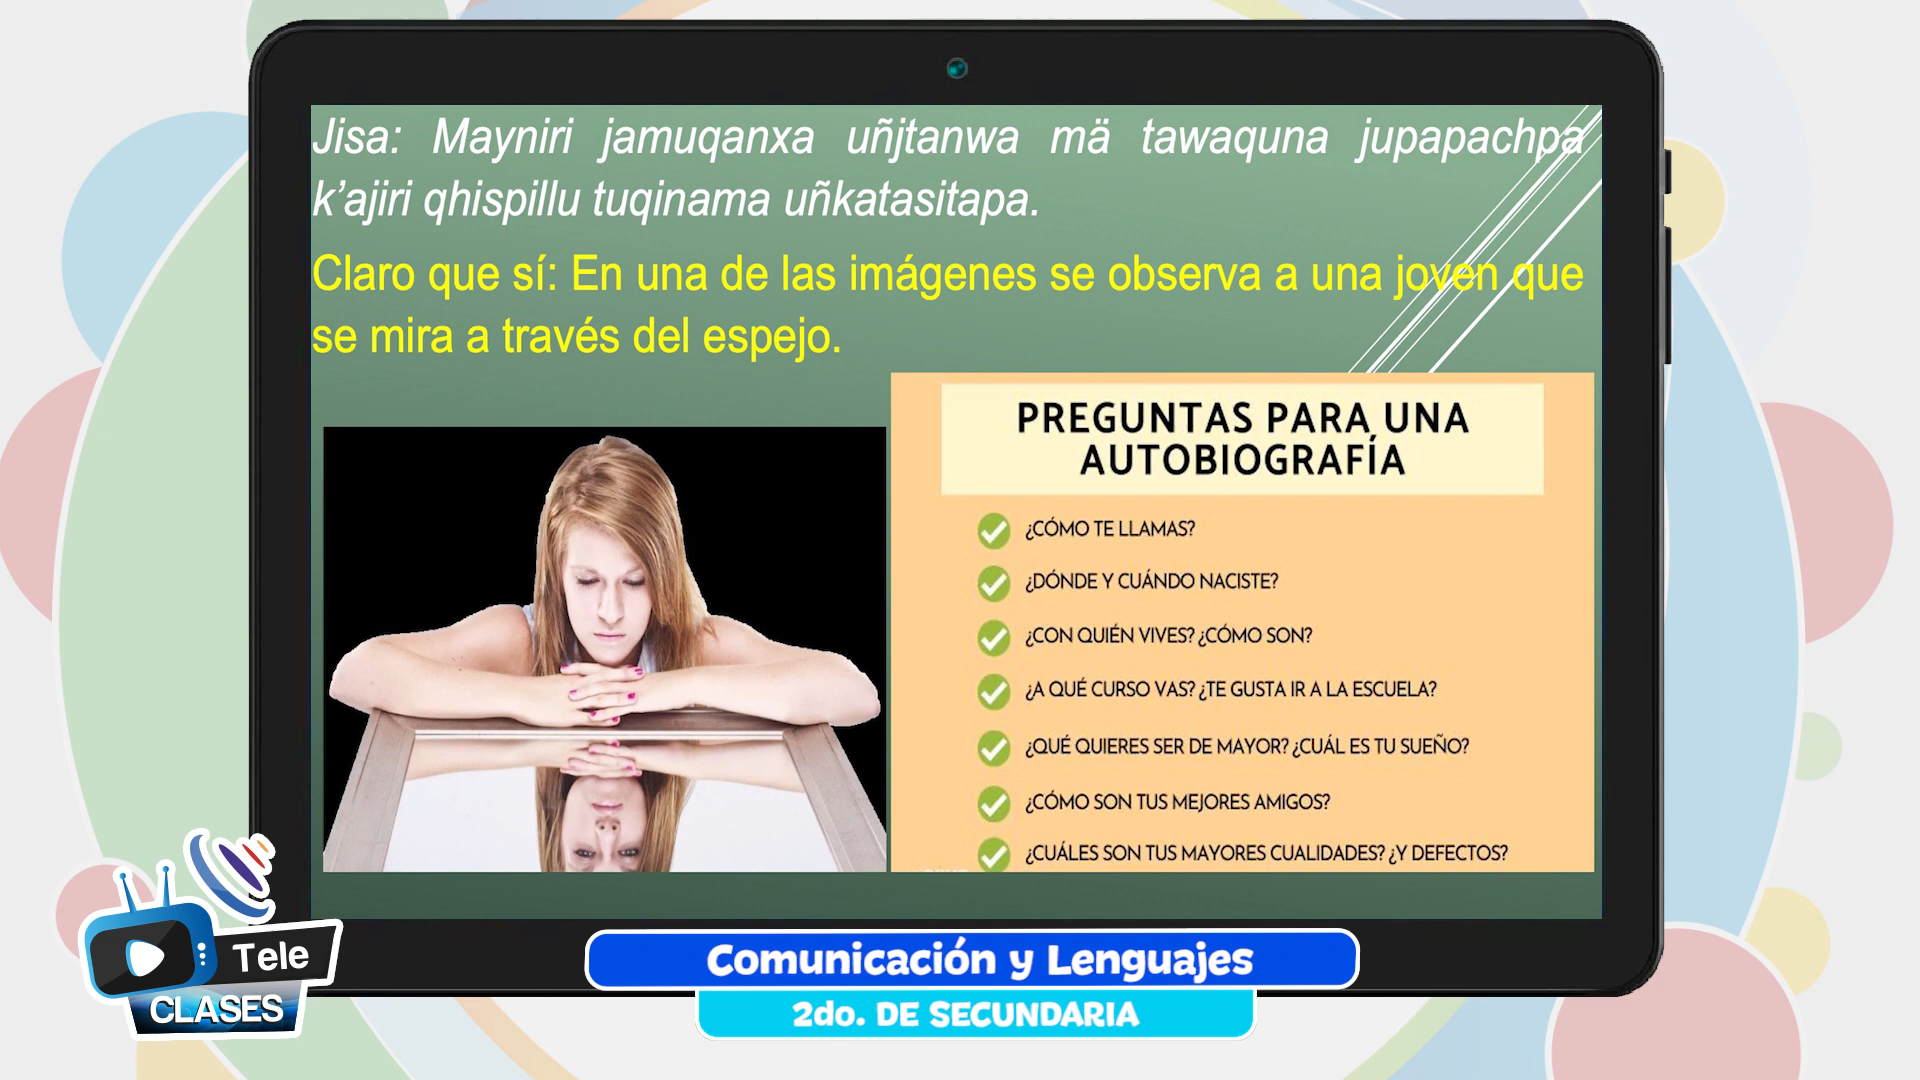 Jisa: Mayniri jamuqanxa uñjtanwa mä tawaquna jupapachpa
k’ajiri qhispillu tuqinama uñkatasitapa.
Claro que sí: En una de las imágenes se observa a una joven que
se mira a través del espejo.
PREGUNTAS PARA UNA
AUTOBIOGRAFÍA
¿CÓMO TE LLAMAS?
¿DÓNDE Y CUÁNDO NACISTE?
¿CON QUIÉN VIVES? ¿CÓMO SON?
¿A QUÉ CURSO VAS? ¿TE GUSTA IR A LA ESCUELA?
¿QUÉ QUIERES SER DE MAYOR? ¿CUÁL ES TU SUEÑO?
¿CÓMO SON TUS MEJORES AMIGOS?
¿CUÁLES SON TUS MAYORES CUALIDADES? ¿Y DEFECTOS?
Tele
CLASES
Comunicación y Lenguajes
2do. DE SECUNDARIA